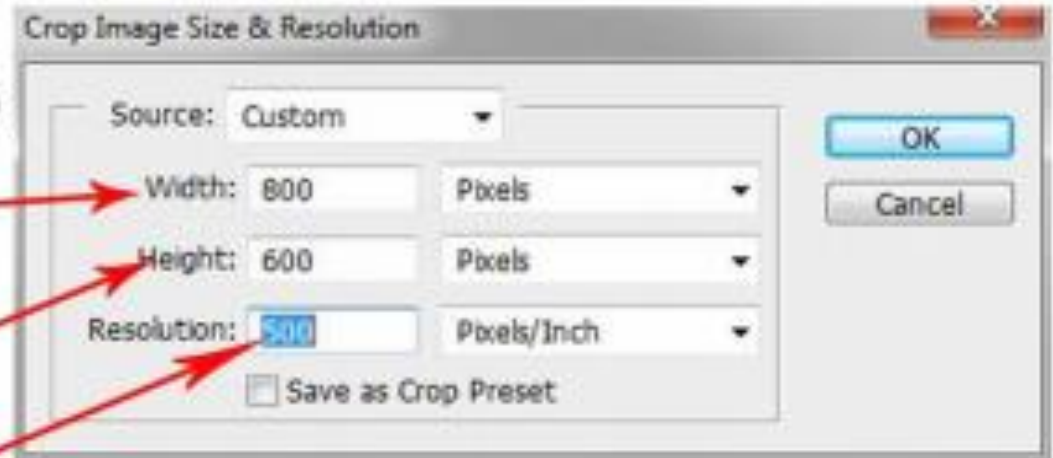 Crop Image Size & Resolution
Source: Custom
OK
Width: 800 Pixels
Cancel
Height: 600 Pixels
Resolution: 500 Pixels/Inch
Save as Crop Preset